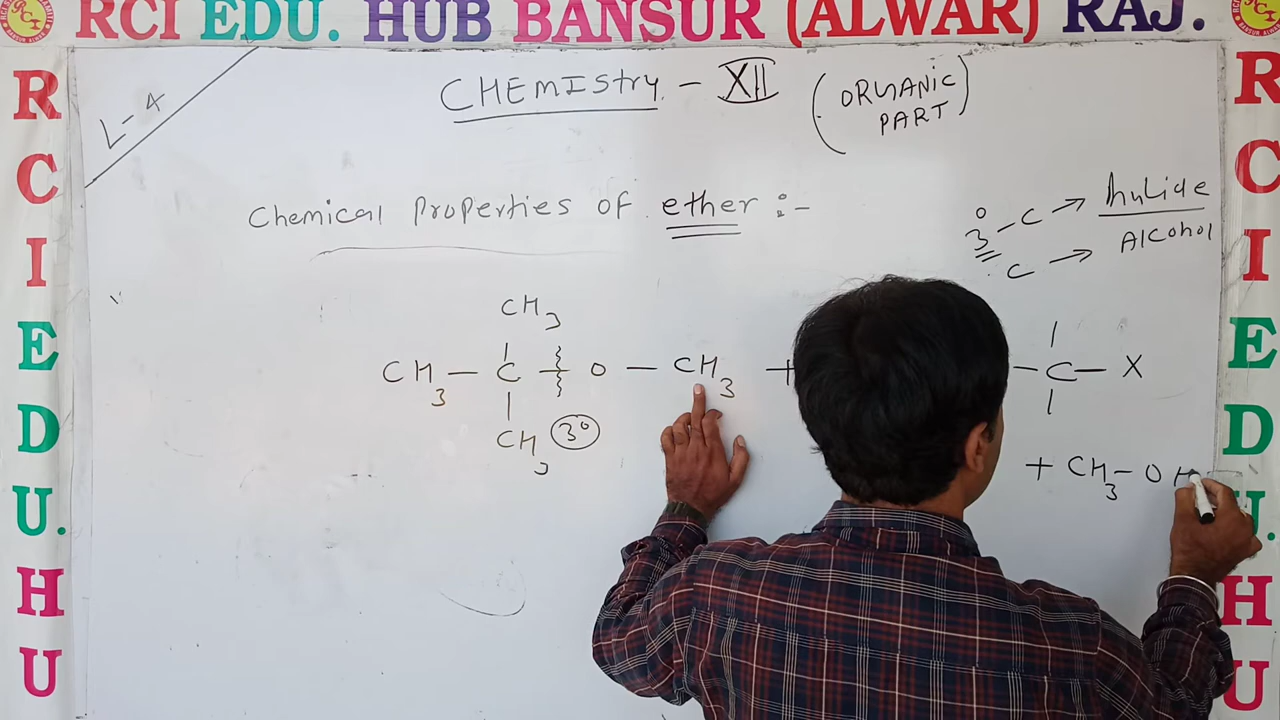 RCI EDU. HUB BANSUR (ALWAR) RAJ.
L-4
CHEMIStry - XII (ORGANIC PART)
Chemical Properties of ether :-
3° - C → Halide
C → Alcohol
CH3
CH3 — C — O — CH3 + — C — X
CH3 3°
+ CH3 - OH
R
C
I
E
D
U.
H
U
R
C
I
E
D
U.
H
U